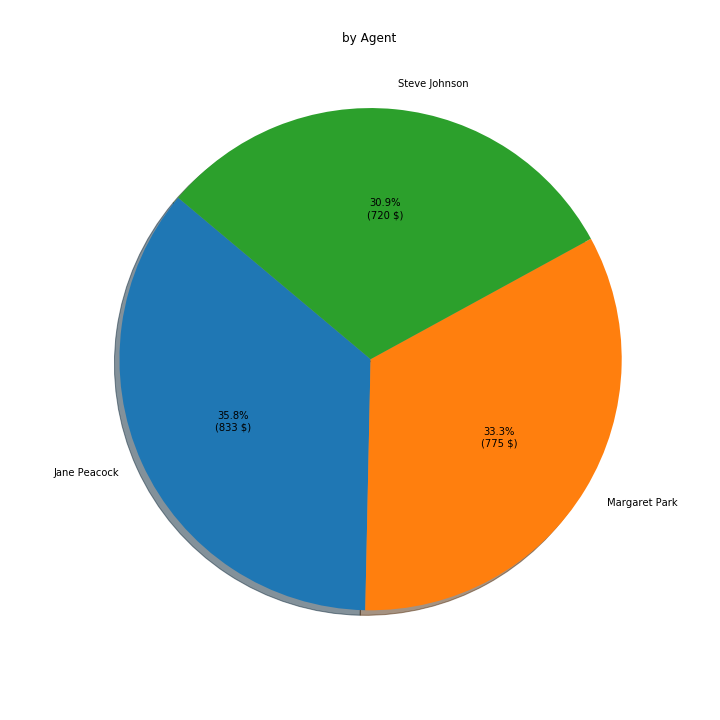 by Agent
Steve Johnson
30.9%
(720 $)
35.8%
(833 $)
33.3%
(775 $)
Jane Peacock
Margaret Park